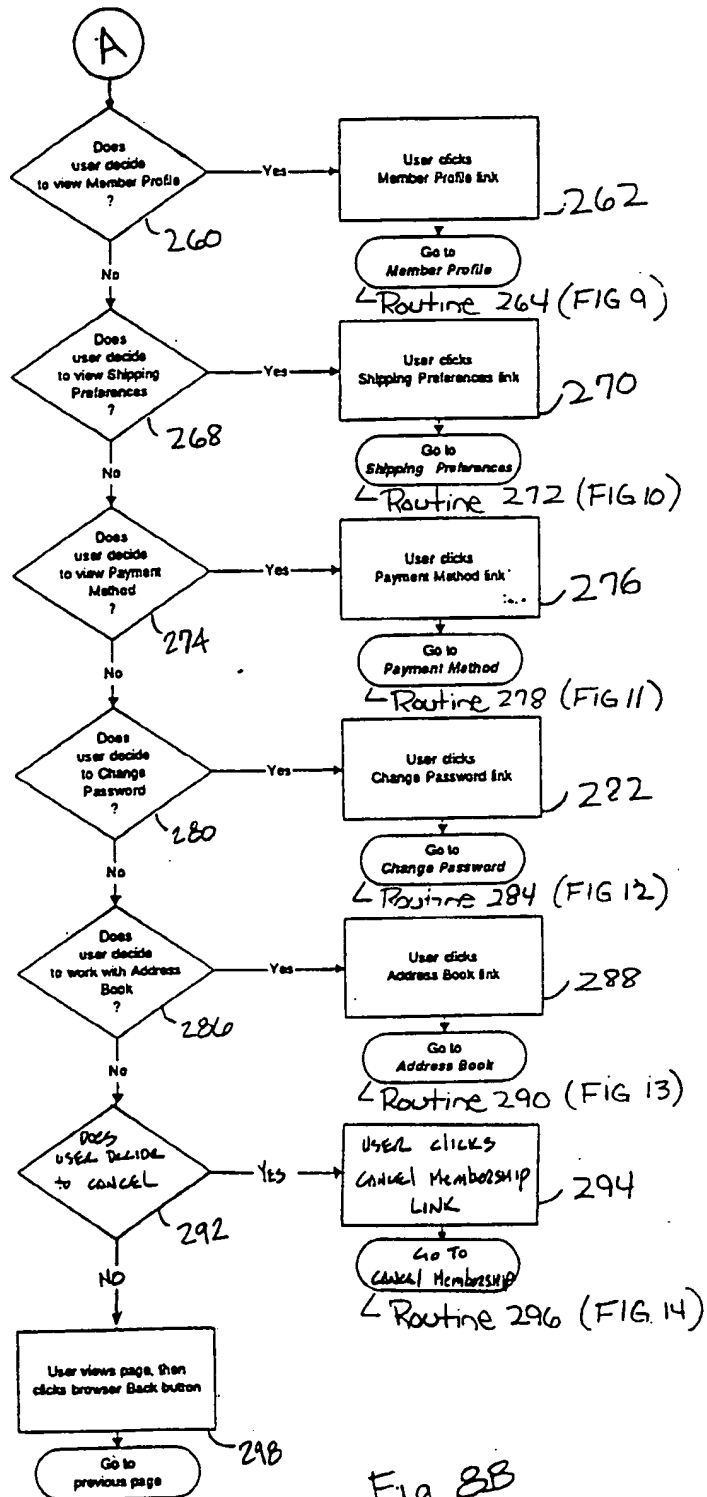 A
Does
user decide
to view Member Profile
?
Yes
User clicks
Member Profile link
262
260
Go to
Member Profile
No
Routine 264 (FIG 9)
Does
user decide
to view Shipping
Preferences
?
Yes
User clicks
Shipping Preferences link
270
268
Go to
Shipping Preferences
No
Routine 272 (FIG 10)
Does
user decide
to view Payment
Method
?
Yes
User clicks
Payment Method link
276
274
Go to
Payment Method
No
Routine 278 (FIG 11)
Does
user decide
to Change
Password
?
Yes
User clicks
Change Password link
282
280
Go to
Change Password
No
Routine 284 (FIG 12)
Does
user decide
to work with Address
Book
?
Yes
User clicks
Address Book link
288
286
Go to
Address Book
No
Routine 290 (FIG 13)
DOES
USER DECIDE
to CANCEL
YES
USER clicks
CANCEL MemboRSHIP
LINK
294
292
GO TO
CANCEl MemboRSHIP
NO
Routine 296 (FIG. 14)
User views page, then
clicks browser Back button
298
Go to
previous page
Fig 8B